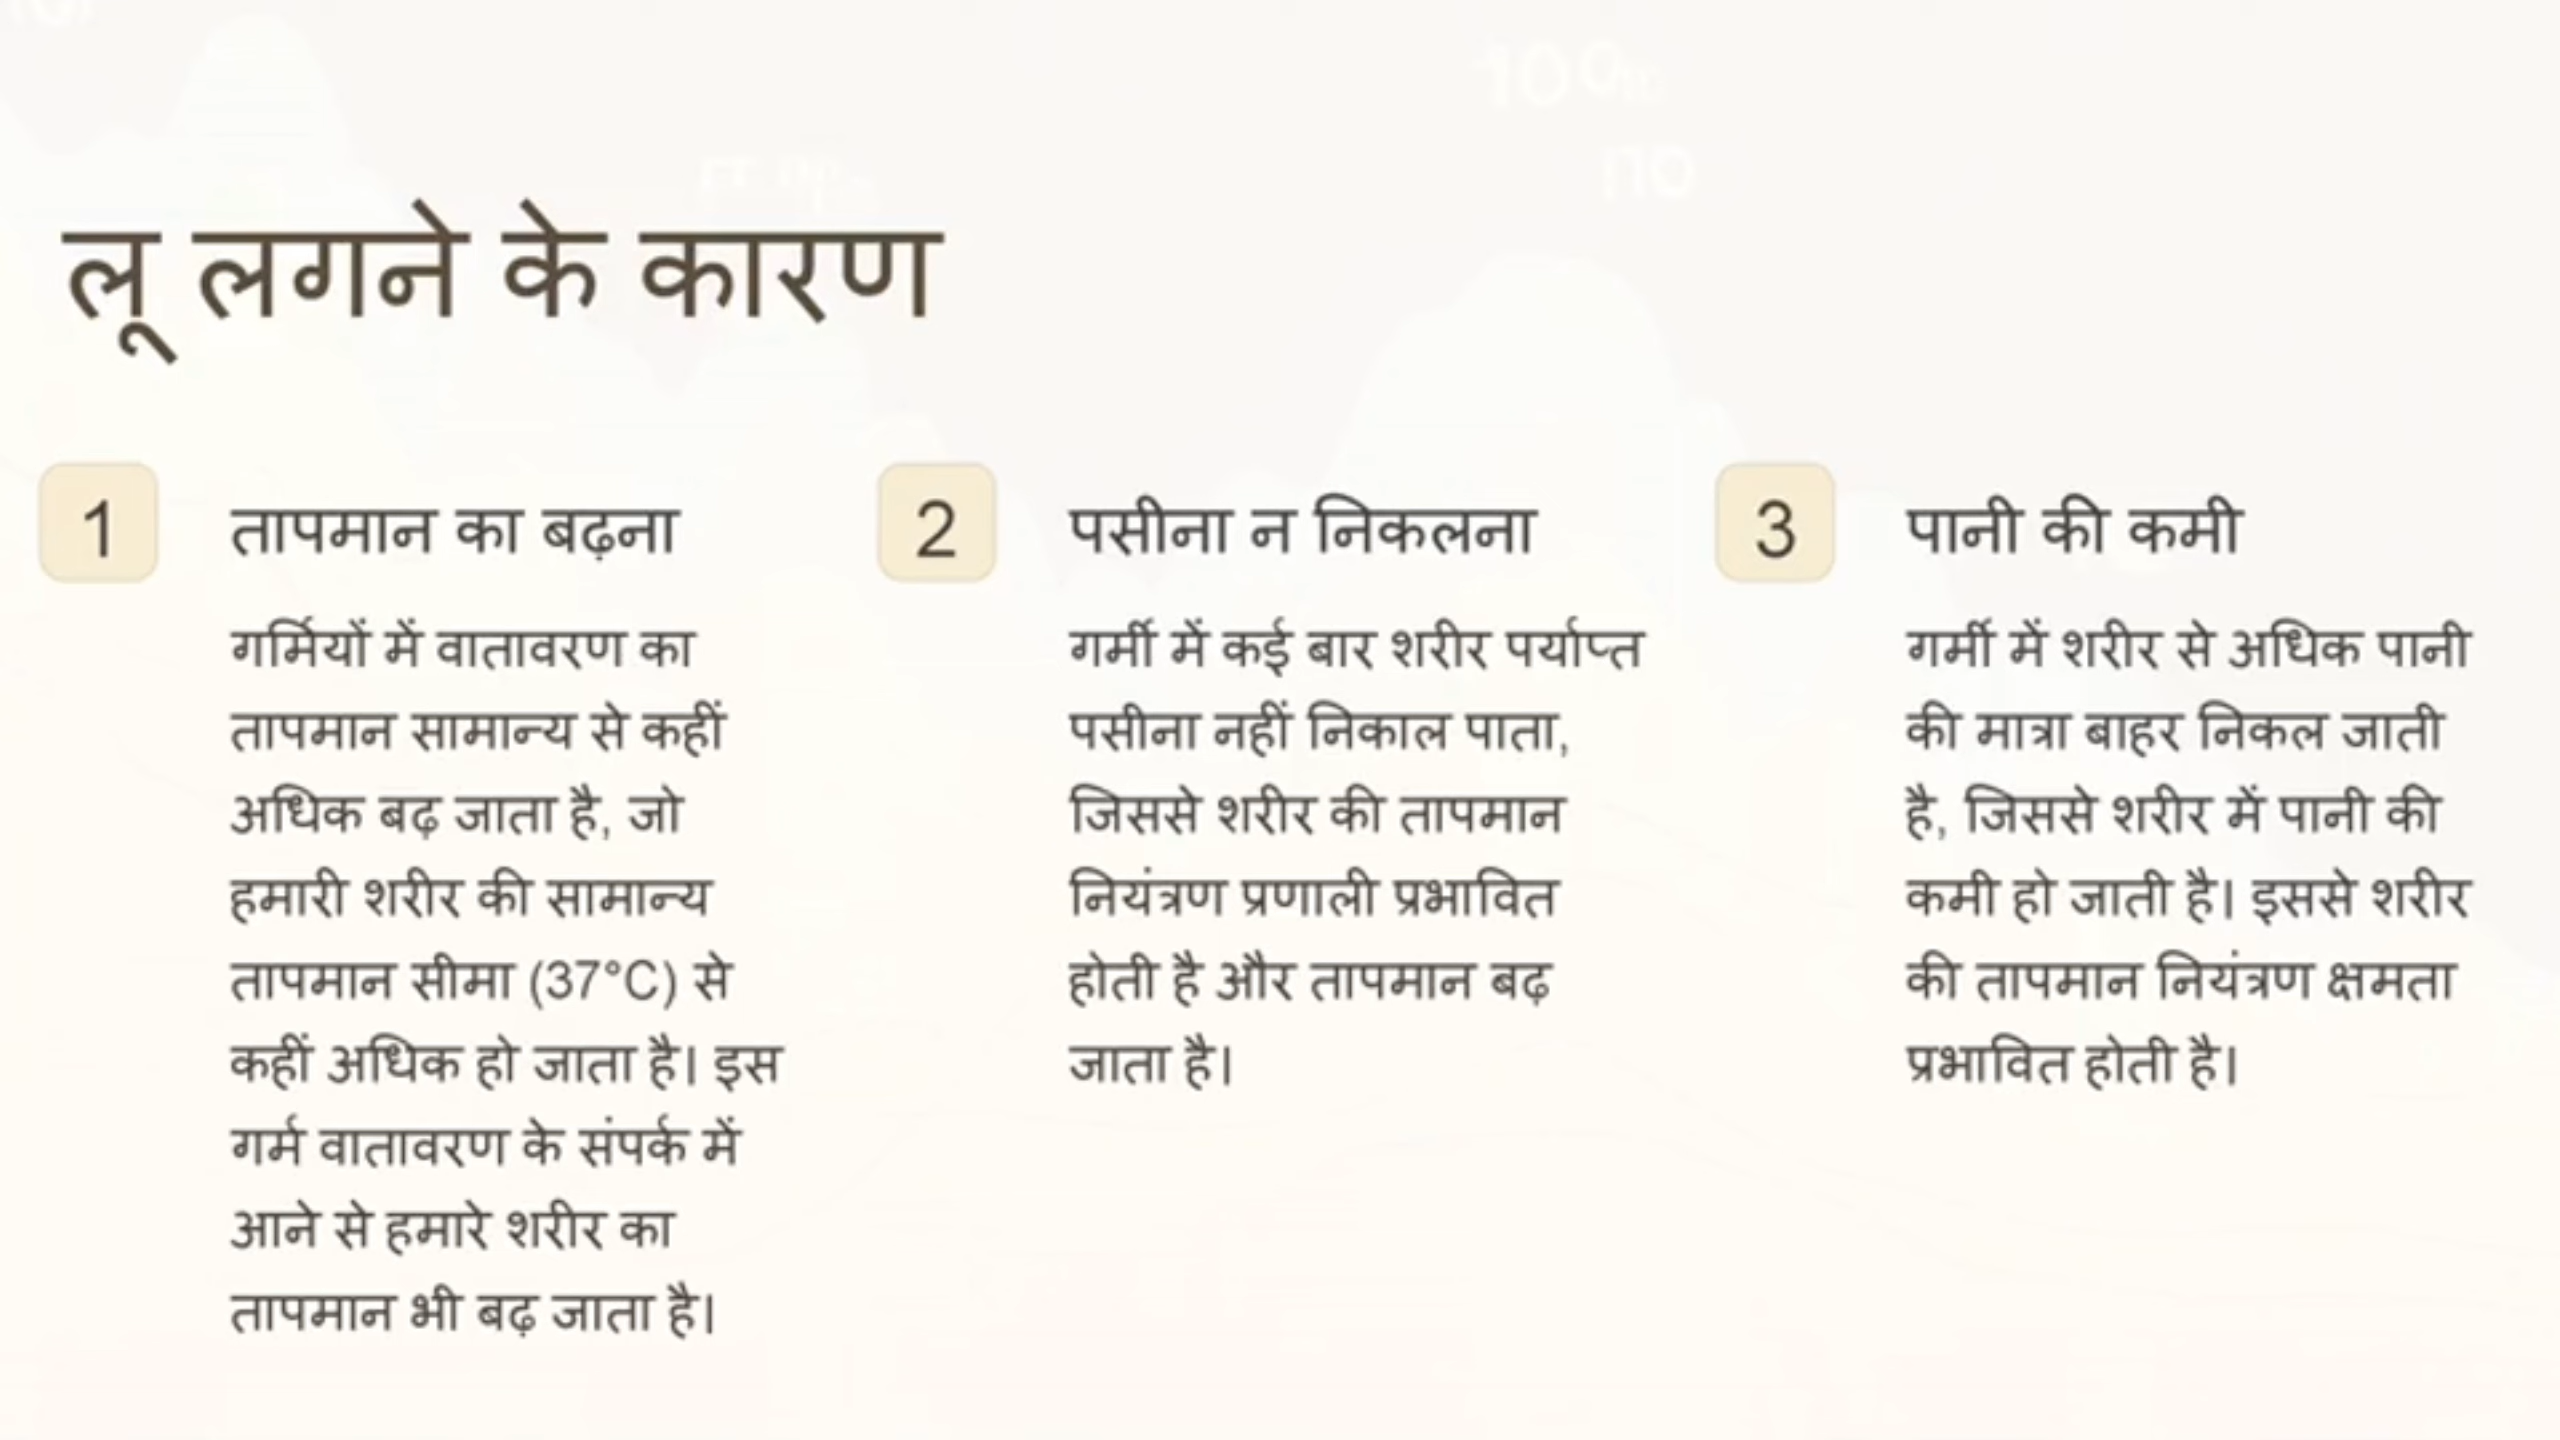 लू लगने के कारण
1
तापमान का बढ़ना
गर्मियों में वातावरण का
तापमान सामान्य से कहीं
अधिक बढ़ जाता है, जो
हमारी शरीर की सामान्य
तापमान सीमा (37°C) से
कहीं अधिक हो जाता है। इस
गर्म वातावरण के संपर्क में
आने से हमारे शरीर का
तापमान भी बढ़ जाता है।
2
पसीना न निकलना
गर्मी में कई बार शरीर पर्याप्त
पसीना नहीं निकाल पाता,
जिससे शरीर की तापमान
नियंत्रण प्रणाली प्रभावित
होती है और तापमान बढ़
जाता है।
3
पानी की कमी
गर्मी में शरीर से अधिक पानी
की मात्रा बाहर निकल जाती
है, जिससे शरीर में पानी की
कमी हो जाती है। इससे शरीर
की तापमान नियंत्रण क्षमता
प्रभावित होती है।